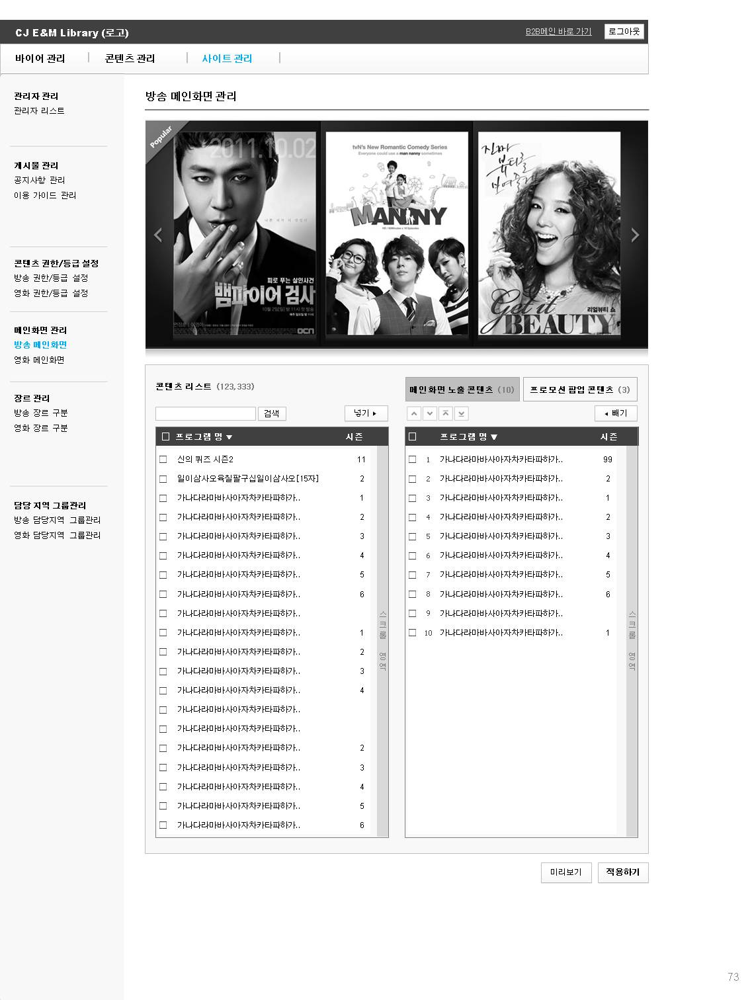 CJ E&M Library (로고)
B2B메인 바로 가기
로그아웃
바이어 관리
콘텐츠 관리
사이트 관리
관리자 관리
관리자 리스트
게시물 관리
공지사항 관리
이용 가이드 관리
콘텐츠 권한/등급 설정
방송 권한/등급 설정
영화 권한/등급 설정
메인화면 관리
방송 메인화면
영화 메인화면
장르 관리
방송 장르 구분
영화 장르 구분
담당 지역 그룹관리
방송 담당지역 그룹관리
영화 담당지역 그룹관리
방송 메인화면 관리
Popular
2011.10.02
나쁜 피가 더 끌린다
피로 푸는 살인사건
뱀파이어 검사
10월 2일(일) 밤 11시 첫 방송
매주 일요일 밤 11시
OCN
tvN's New Romantic Comedy Series
Everyone could use a man nanny sometimes
MANNY
HD / 60Minutes x 16 Episodes
진짜
뷰티를
보여줄게
Get it
리얼뷰티 쇼
BEAUTY
콘텐츠 리스트 (123,333)
검색
넣기 ▸
프로그램 명 ▼ 시즌
신의 퀴즈 시즌2 11
일이삼사오육칠팔구십일이삼사오[15자] 2
가나다라마바사아자차카타파하가.. 1
가나다라마바사아자차카타파하가.. 2
가나다라마바사아자차카타파하가.. 3
가나다라마바사아자차카타파하가.. 4
가나다라마바사아자차카타파하가.. 5
가나다라마바사아자차카타파하가.. 6
가나다라마바사아자차카타파하가..
가나다라마바사아자차카타파하가.. 1
가나다라마바사아자차카타파하가.. 2
가나다라마바사아자차카타파하가.. 3
가나다라마바사아자차카타파하가.. 4
가나다라마바사아자차카타파하가..
가나다라마바사아자차카타파하가..
가나다라마바사아자차카타파하가.. 2
가나다라마바사아자차카타파하가.. 3
가나다라마바사아자차카타파하가.. 4
가나다라마바사아자차카타파하가.. 5
가나다라마바사아자차카타파하가.. 6
스크롤 영역
메인화면 노출 콘텐츠 (10)
프로모션 팝업 콘텐츠 (3)
◂ 빼기
프로그램 명 ▼ 시즌
1 가나다라마바사아자차카타파하가.. 99
2 가나다라마바사아자차카타파하가.. 2
3 가나다라마바사아자차카타파하가.. 1
4 가나다라마바사아자차카타파하가.. 2
5 가나다라마바사아자차카타파하가.. 3
6 가나다라마바사아자차카타파하가.. 4
7 가나다라마바사아자차카타파하가.. 5
8 가나다라마바사아자차카타파하가.. 6
9 가나다라마바사아자차카타파하가..
10 가나다라마바사아자차카타파하가.. 1
스크롤 영역
미리보기
적용하기
73